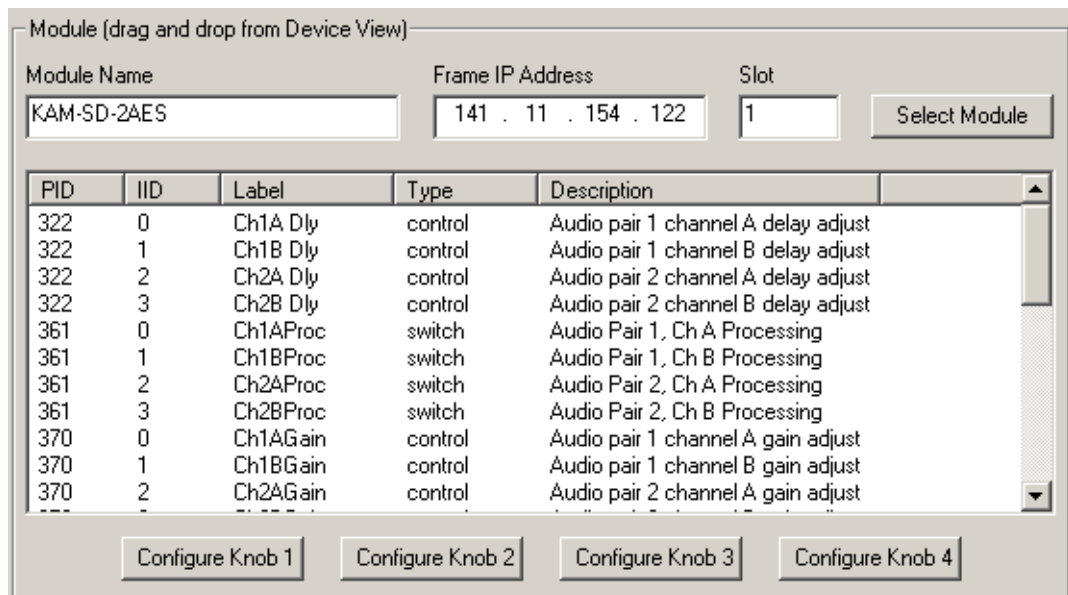 Module (drag and drop from Device View)
Module Name Frame IP Address Slot
KAM-SD-2AES 141 . 11 . 154 . 122 1 Select Module
PID IID Label Type Description
322 0 Ch1A Dly control Audio pair 1 channel A delay adjust
322 1 Ch1B Dly control Audio pair 1 channel B delay adjust
322 2 Ch2A Dly control Audio pair 2 channel A delay adjust
322 3 Ch2B Dly control Audio pair 2 channel B delay adjust
361 0 Ch1AProc switch Audio Pair 1, Ch A Processing
361 1 Ch1BProc switch Audio Pair 1, Ch B Processing
361 2 Ch2AProc switch Audio Pair 2, Ch A Processing
361 3 Ch2BProc switch Audio Pair 2, Ch B Processing
370 0 Ch1AGain control Audio pair 1 channel A gain adjust
370 1 Ch1BGain control Audio pair 1 channel B gain adjust
370 2 Ch2AGain control Audio pair 2 channel A gain adjust
Configure Knob 1 Configure Knob 2 Configure Knob 3 Configure Knob 4